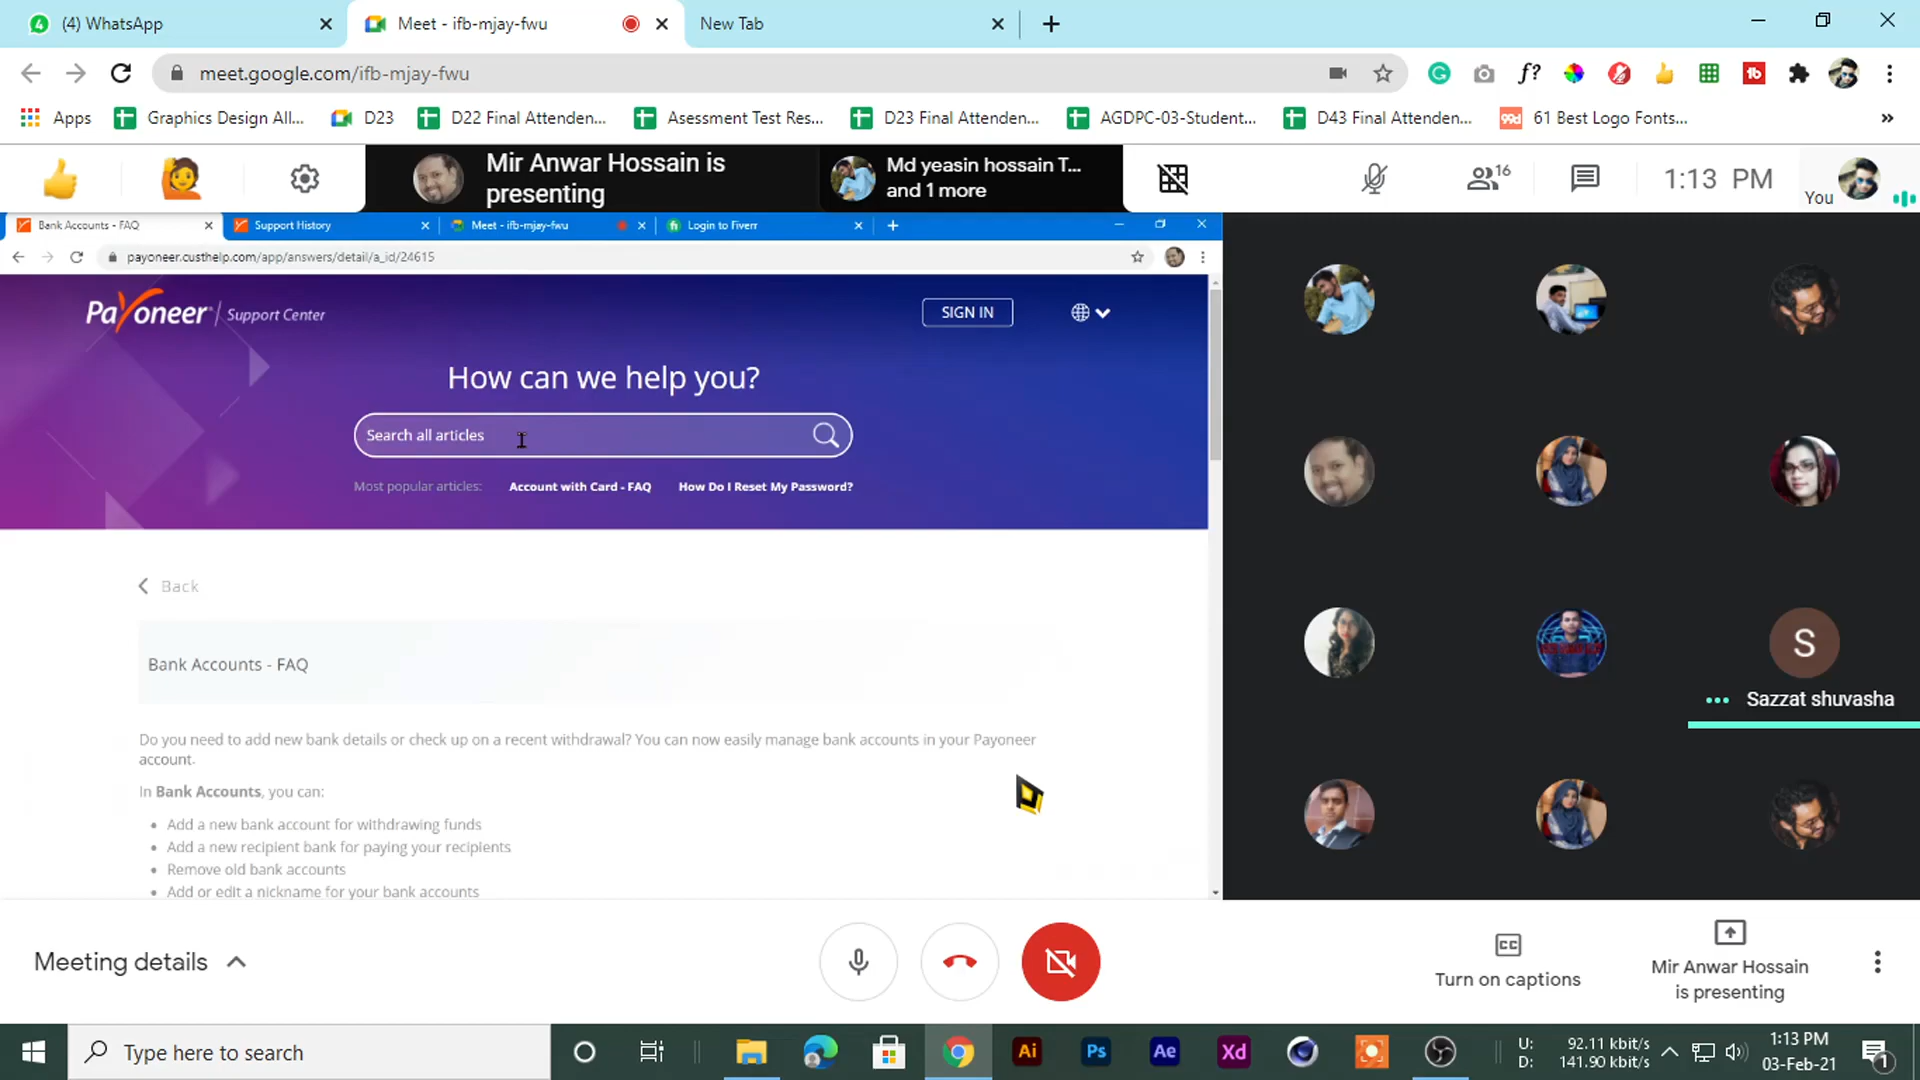 (4) WhatsApp
Meet - ifb-mjay-fwu
New Tab
meet.google.com/ifb-mjay-fwu
f?
Apps
Graphics Design All...
D23
D22 Final Attenden...
Asessment Test Res...
D23 Final Attenden...
AGDPC-03-Student...
D43 Final Attenden...
99d
61 Best Logo Fonts...
»
Mir Anwar Hossain is
presenting
Md yeasin hossain T...
and 1 more
16
1:13 PM
You
Bank Accounts - FAQ
Support History
Meet - ifb-mjay-fwu
Login to Fiverr
payoneer.custhelp.com/app/answers/detail/a_id/24615
Payoneer | Support Center
SIGN IN
How can we help you?
Search all articles
Most popular articles:
Account with Card - FAQ
How Do I Reset My Password?
Back
Bank Accounts - FAQ
Do you need to add new bank details or check up on a recent withdrawal? You can now easily manage bank accounts in your Payoneer
account.
In Bank Accounts, you can:
• Add a new bank account for withdrawing funds
• Add a new recipient bank for paying your recipients
• Remove old bank accounts
• Add or edit a nickname for your bank accounts
S
Sazzat shuvasha
Meeting details
CC
Turn on captions
Mir Anwar Hossain
is presenting
Type here to search
Ai
Ps
Ae
Xd
U: 92.11 kbit/s
D: 141.90 kbit/s
1:13 PM
03-Feb-21
1